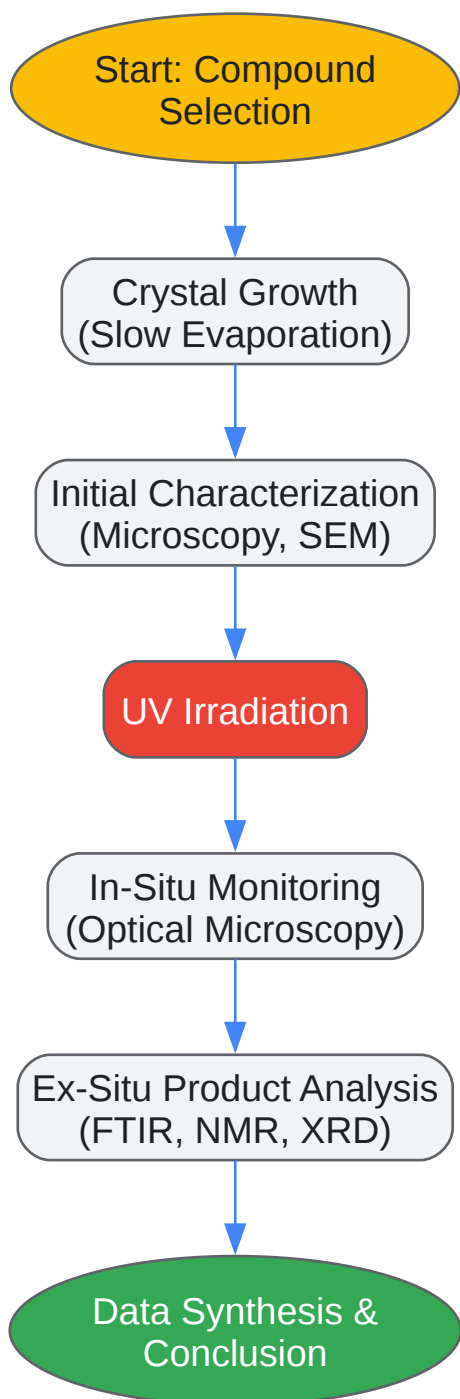 Start: Compound
Selection
Crystal Growth
(Slow Evaporation)
Initial Characterization
(Microscopy, SEM)
UV Irradiation
In-Situ Monitoring
(Optical Microscopy)
Ex-Situ Product Analysis
(FTIR, NMR, XRD)
Data Synthesis &
Conclusion